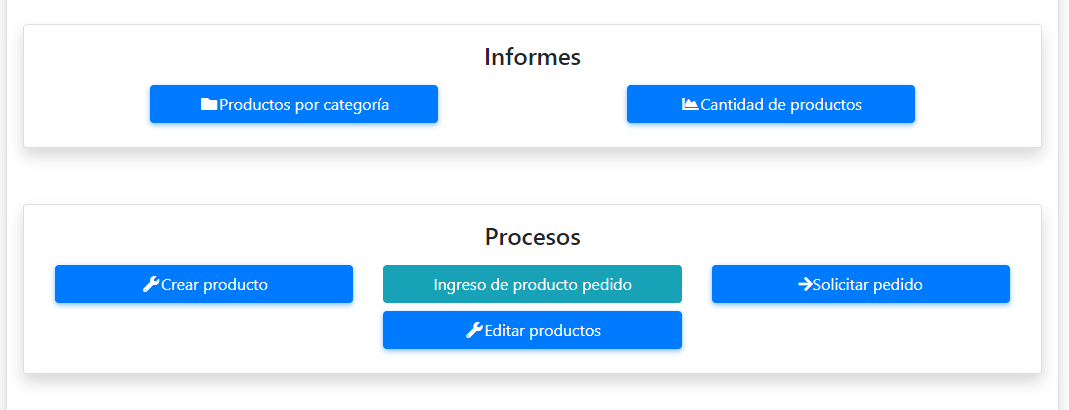 Informes
Productos por categoría
Cantidad de productos
Procesos
Crear producto
Ingreso de producto pedido
Solicitar pedido
Editar productos